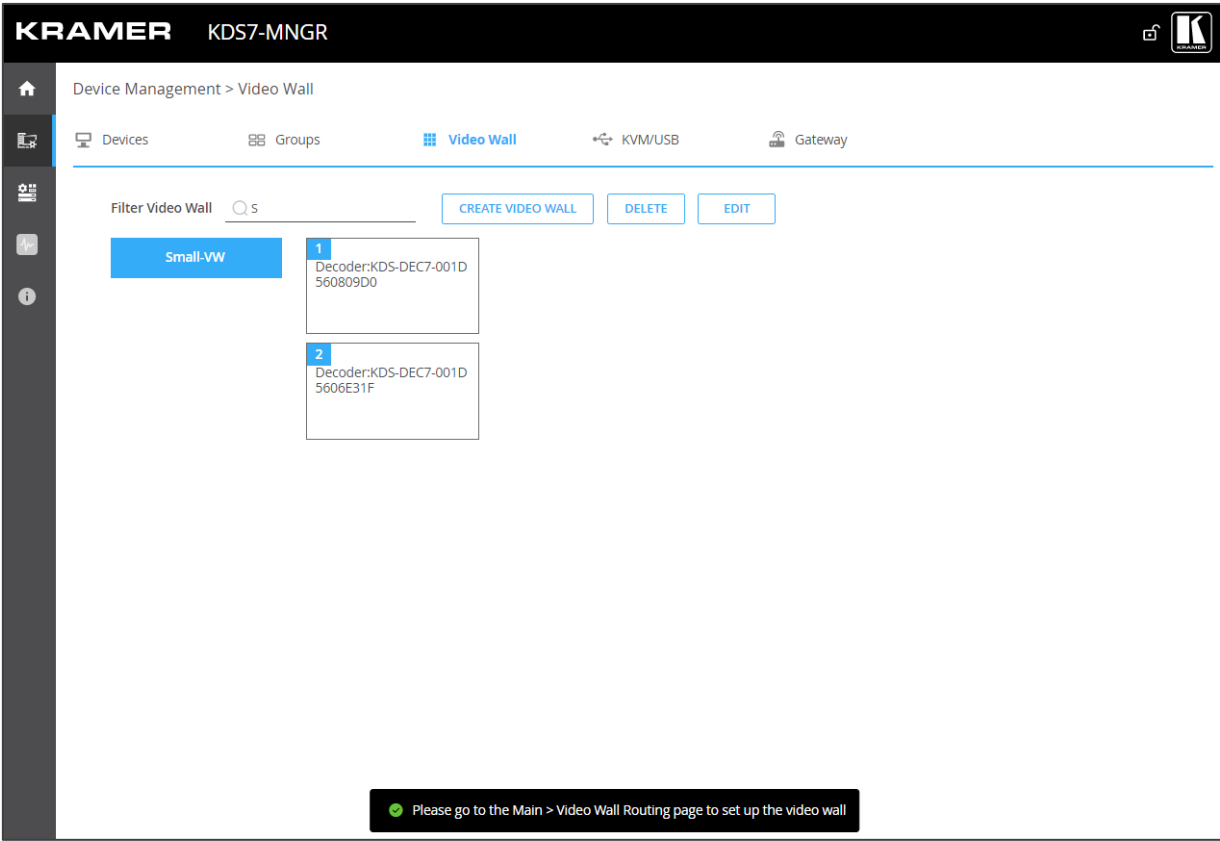 KRAMER KDS7-MNGR
KRAMER
Device Management > Video Wall
Devices Groups Video Wall KVM/USB Gateway
Filter Video Wall S CREATE VIDEO WALL DELETE EDIT
Small-VW
1
Decoder:KDS-DEC7-001D
560809D0
2
Decoder:KDS-DEC7-001D
5606E31F
Please go to the Main > Video Wall Routing page to set up the video wall